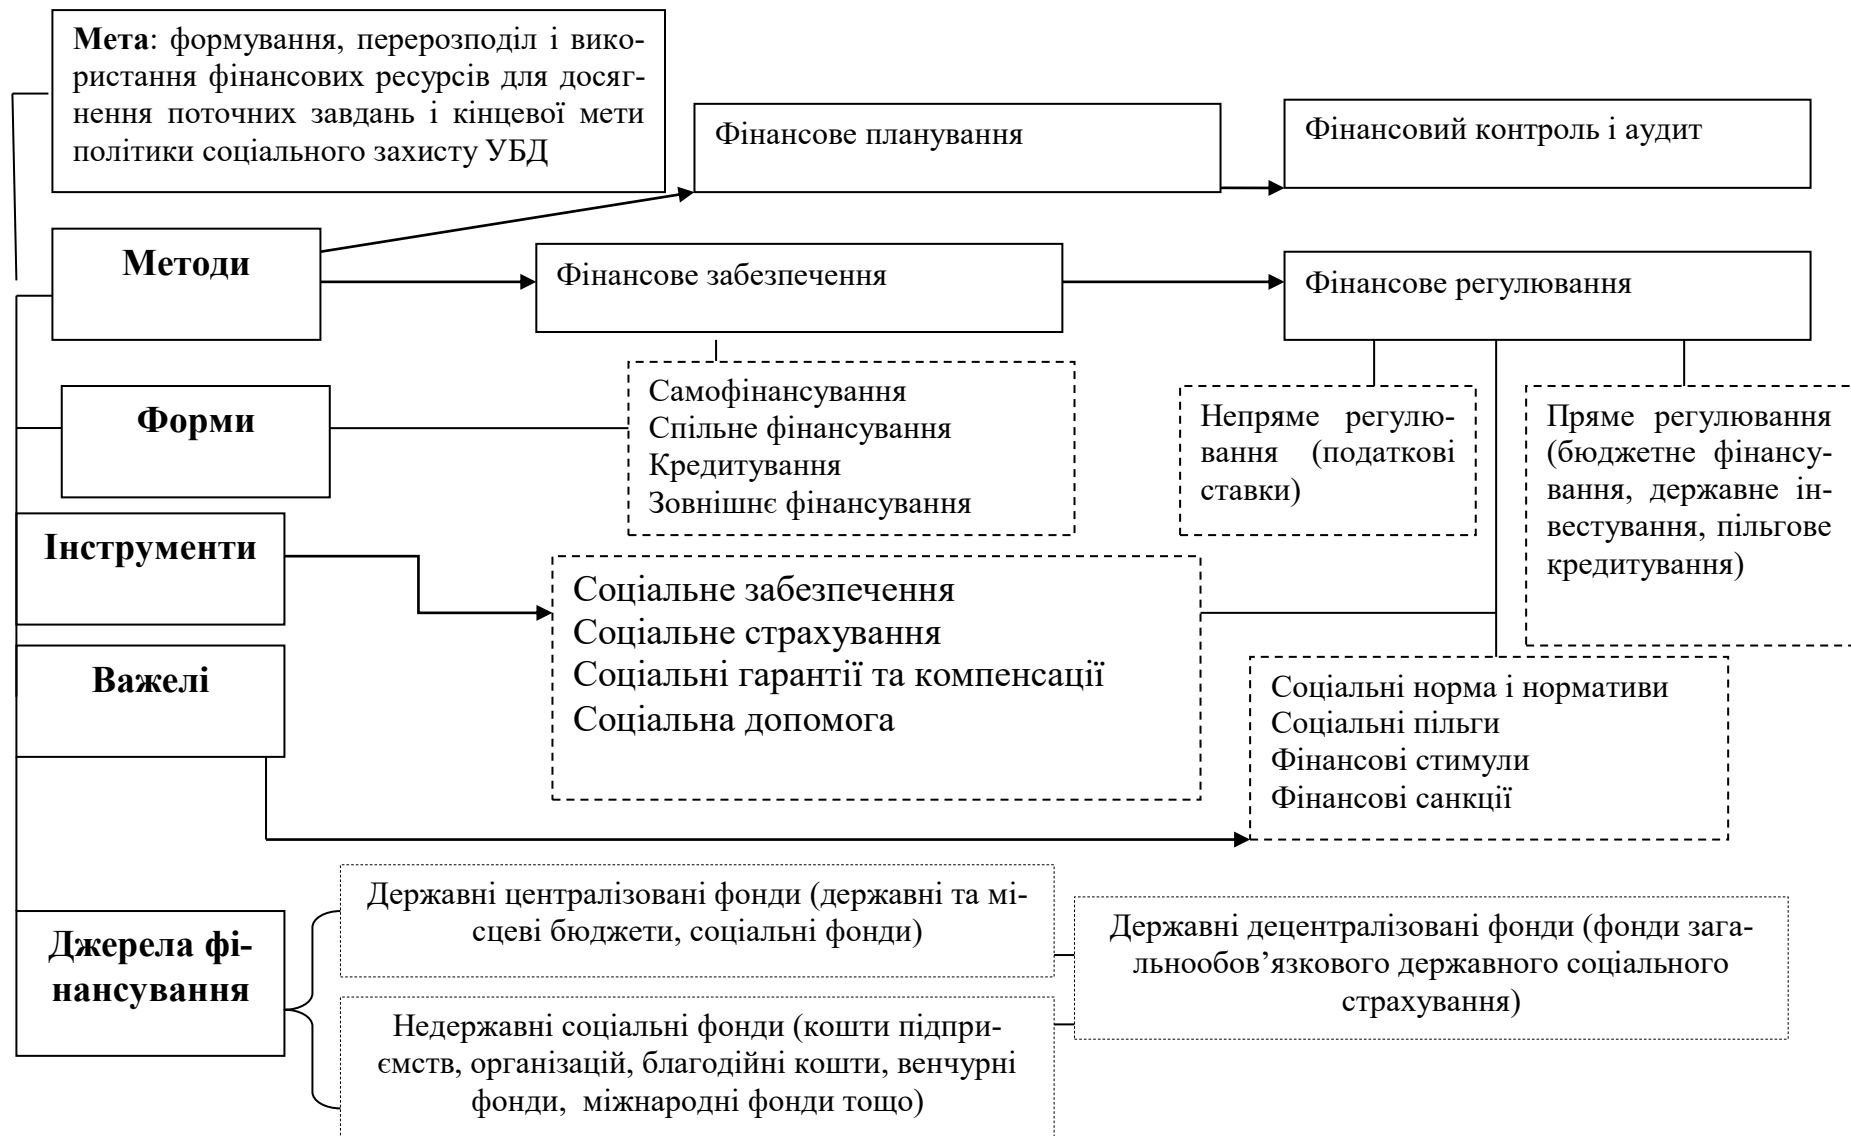 Мета: формування, перерозподіл і вико-
ристання фінансових ресурсів для досяг-
нення поточних завдань і кінцевої мети
політики соціального захисту УБД
Фінансове планування
Фінансовий контроль і аудит
Методи
Фінансове забезпечення
Фінансове регулювання
Форми
Самофінансування
Спільне фінансування
Кредитування
Зовнішнє фінансування
Непряме регулю-
вання (податкові
ставки)
Пряме регулювання
(бюджетне фінансу-
вання, державне ін-
вестування, пільгове
кредитування)
Інструменти
Соціальне забезпечення
Соціальне страхування
Соціальні гарантії та компенсації
Соціальна допомога
Важелі
Соціальні норма і нормативи
Соціальні пільги
Фінансові стимули
Фінансові санкції
Джерела фі-
нансування
Державні централізовані фонди (державні та мі-
сцеві бюджети, соціальні фонди)
Державні децентралізовані фонди (фонди зага-
льнообов’язкового державного соціального
страхування)
Недержавні соціальні фонди (кошти підпри-
ємств, організацій, благодійні кошти, венчурні
фонди, міжнародні фонди тощо)